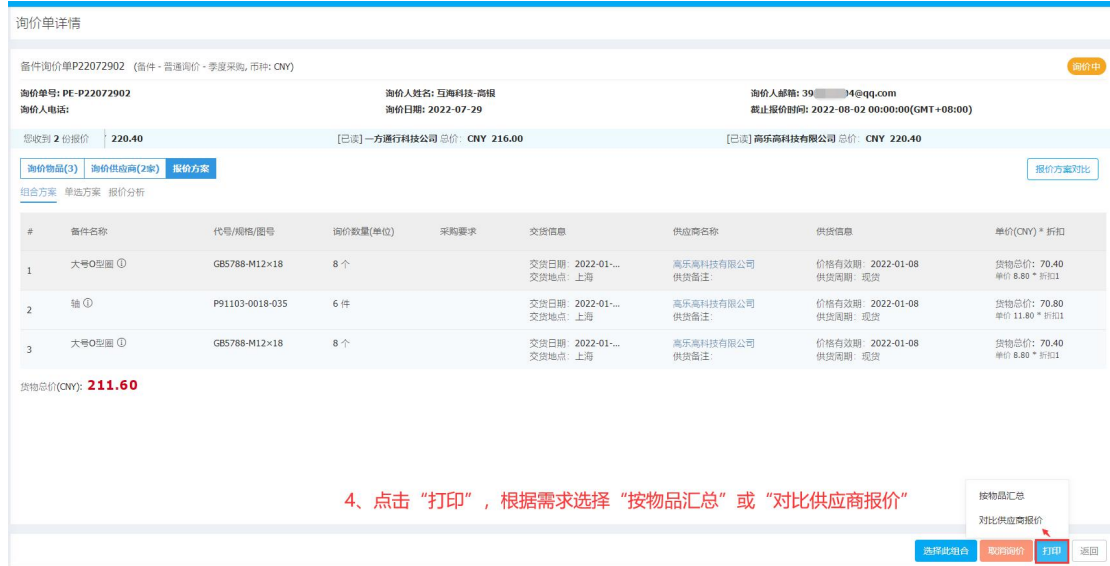 询价单详情
备件询价单P22072902 (备件 - 普通询价 - 季度采购, 币种: CNY) 询价中
询价单号: PE-P22072902 询价人姓名: 互海科技-高银 询价人邮箱: 39 4@qq.com
询价人电话: 询价日期: 2022-07-29 截止报价时间: 2022-08-02 00:00:00(GMT+08:00)
您收到 2 份报价 220.40 [已读] 一方通行科技公司 总价: CNY 216.00 [已读] 高乐高科技有限公司 总价: CNY 220.40
询价物品(3) 询价供应商(2家) 报价方案 报价方案对比
组合方案 单选方案 报价分析
# 备件名称 代号/规格/图号 询价数量(单位) 采购要求 交货信息 供应商名称 供货信息 单价(CNY) * 折扣
1 大号O型圈 GB5788-M12×18 8 个 交货日期: 2022-01-... 高乐高科技有限公司 价格有效期: 2022-01-08 货物总价: 70.40
交货地点: 上海 供货备注: 供货周期: 现货 单价 8.80 * 折扣1
2 轴 P91103-0018-035 6 件 交货日期: 2022-01-... 高乐高科技有限公司 价格有效期: 2022-01-08 货物总价: 70.80
交货地点: 上海 供货备注: 供货周期: 现货 单价 11.80 * 折扣1
3 大号O型圈 GB5788-M12×18 8 个 交货日期: 2022-01-... 高乐高科技有限公司 价格有效期: 2022-01-08 货物总价: 70.40
交货地点: 上海 供货备注: 供货周期: 现货 单价 8.80 * 折扣1
货物总价(CNY): 211.60
4、点击“打印”，根据需求选择“按物品汇总”或“对比供应商报价”
按物品汇总
对比供应商报价
选择此组合 取消询价 打印 返回